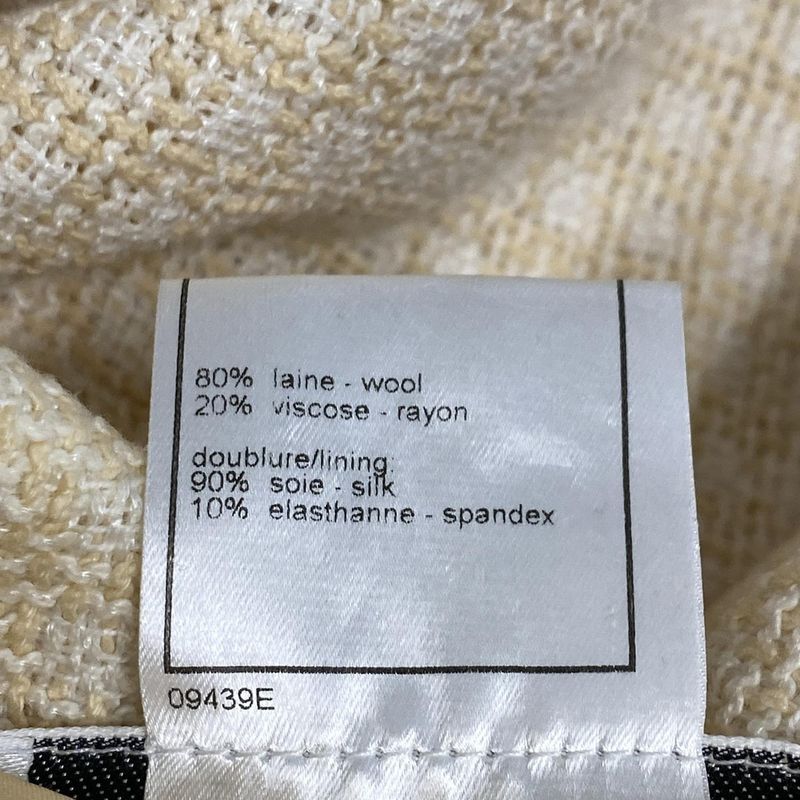 80% laine - wool
20% viscose - rayon
doublure/lining:
90% soie - silk
10% elasthanne - spandex
09439E